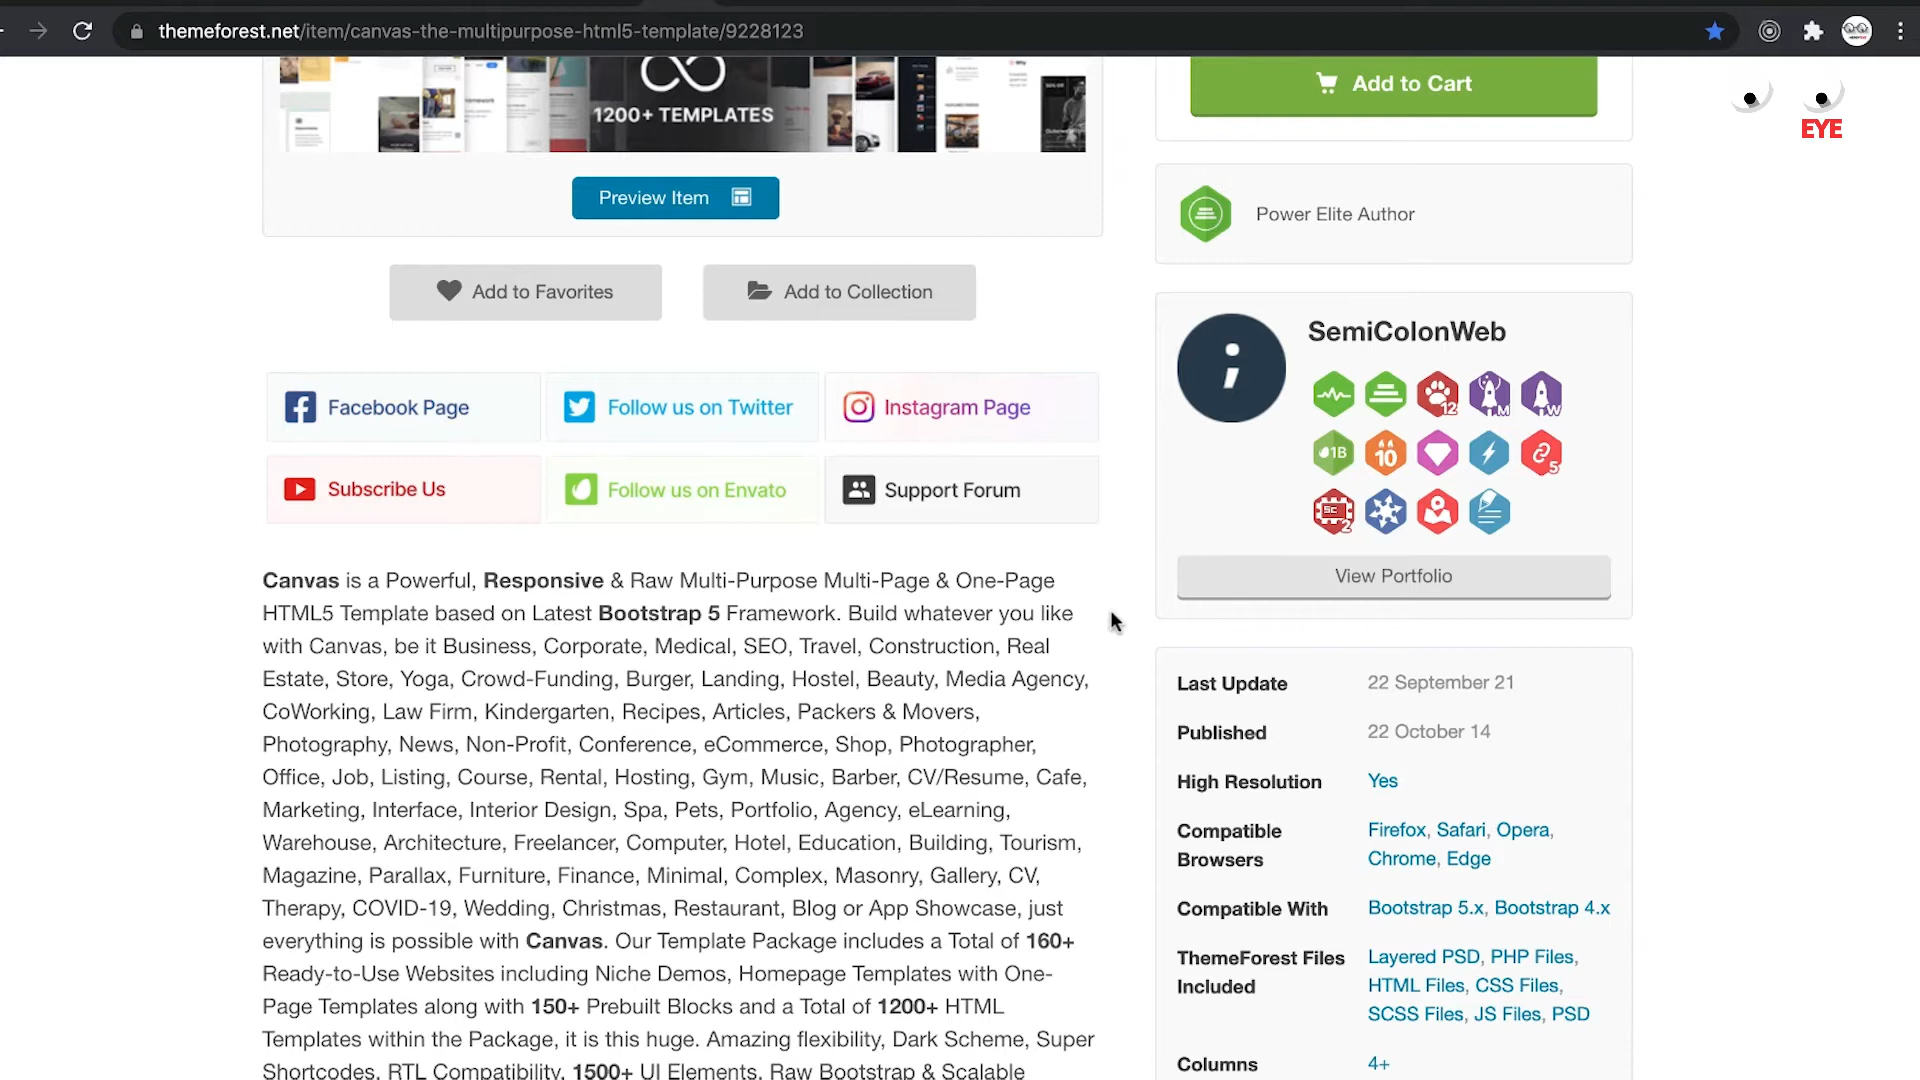 themeforest.net/item/canvas-the-multipurpose-html5-template/9228123
1200+ TEMPLATES
Add to Cart
EYE
Preview Item
Power Elite Author
Add to Favorites
Add to Collection
SemiColonWeb
Facebook Page
Follow us on Twitter
Instagram Page
12
M
W
1B
10
5
Subscribe Us
Follow us on Envato
Support Forum
Sc
2
View Portfolio
Canvas is a Powerful, Responsive & Raw Multi-Purpose Multi-Page & One-Page
HTML5 Template based on Latest Bootstrap 5 Framework. Build whatever you like
with Canvas, be it Business, Corporate, Medical, SEO, Travel, Construction, Real
Estate, Store, Yoga, Crowd-Funding, Burger, Landing, Hostel, Beauty, Media Agency,
CoWorking, Law Firm, Kindergarten, Recipes, Articles, Packers & Movers,
Photography, News, Non-Profit, Conference, eCommerce, Shop, Photographer,
Office, Job, Listing, Course, Rental, Hosting, Gym, Music, Barber, CV/Resume, Cafe,
Marketing, Interface, Interior Design, Spa, Pets, Portfolio, Agency, eLearning,
Warehouse, Architecture, Freelancer, Computer, Hotel, Education, Building, Tourism,
Magazine, Parallax, Furniture, Finance, Minimal, Complex, Masonry, Gallery, CV,
Therapy, COVID-19, Wedding, Christmas, Restaurant, Blog or App Showcase, just
everything is possible with Canvas. Our Template Package includes a Total of 160+
Ready-to-Use Websites including Niche Demos, Homepage Templates with One-
Page Templates along with 150+ Prebuilt Blocks and a Total of 1200+ HTML
Templates within the Package, it is this huge. Amazing flexibility, Dark Scheme, Super
Shortcodes, RTL Compatibility, 1500+ UI Elements, Raw Bootstrap & Scalable
Last Update 22 September 21
Published 22 October 14
High Resolution Yes
Compatible Browsers
Firefox, Safari, Opera,
Chrome, Edge
Compatible With Bootstrap 5.x, Bootstrap 4.x
ThemeForest Files Included
Layered PSD, PHP Files,
HTML Files, CSS Files,
SCSS Files, JS Files, PSD
Columns 4+